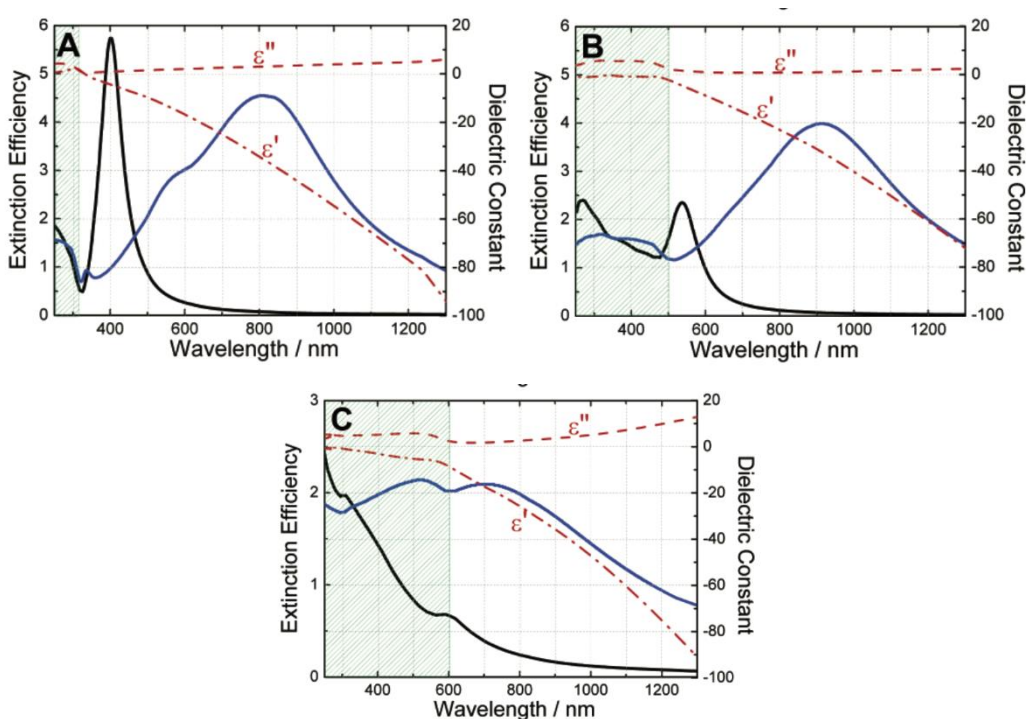 A
ε''
ε'
Extinction Efficiency
0
1
2
3
4
5
6
Dielectric Constant
20
0
-20
-40
-60
-80
-100
400 600 800 1000 1200
Wavelength / nm
B
ε''
ε'
Extinction Efficiency
0
1
2
3
4
5
6
Dielectric Constant
20
0
-20
-40
-60
-80
-100
400 600 800 1000 1200
Wavelength / nm
C
ε''
ε'
Extinction Efficiency
0
1
2
3
Dielectric Constant
20
0
-20
-40
-60
-80
-100
400 600 800 1000 1200
Wavelength / nm